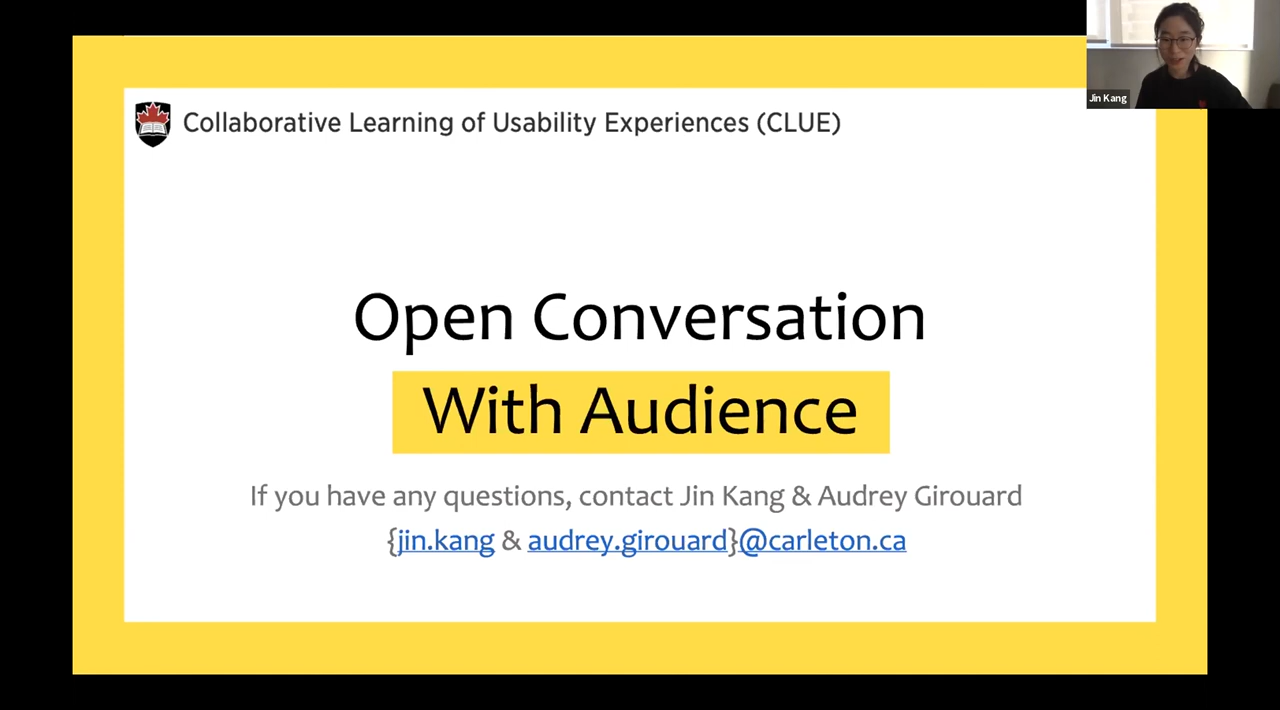 Collaborative Learning of Usability Experiences (CLUE)
Jin Kang
Open Conversation
With Audience
If you have any questions, contact Jin Kang & Audrey Girouard
{jin.kang & audrey.girouard}@carleton.ca